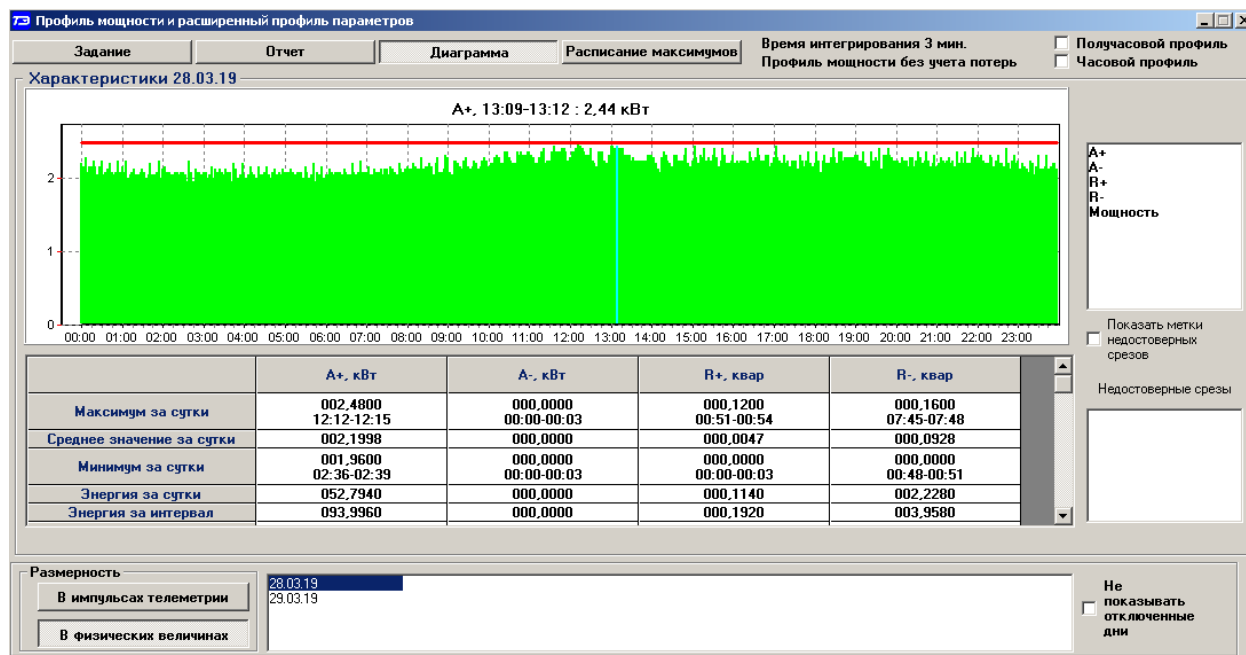 ТЭ Профиль мощности и расширенный профиль параметров
Задание Отчет Диаграмма Расписание максимумов
Время интегрирования 3 мин.
Профиль мощности без учета потерь
Получасовой профиль
Часовой профиль
Характеристики 28.03.19
A+, 13:09-13:12 : 2,44 кВт
2
1
0
00:00 01:00 02:00 03:00 04:00 05:00 06:00 07:00 08:00 09:00 10:00 11:00 12:00 13:00 14:00 15:00 16:00 17:00 18:00 19:00 20:00 21:00 22:00 23:00
A+
A-
R+
R-
Мощность
Показать метки
недостоверных
срезов
Недостоверные срезы
A+, кВт A-, кВт R+, квар R-, квар
Максимум за сутки
002,4800 000,0000 000,1200 000,1600
12:12-12:15 00:00-00:03 00:51-00:54 07:45-07:48
Среднее значение за сутки 002,1998 000,0000 000,0047 000,0928
Минимум за сутки
001,9600 000,0000 000,0000 000,0000
02:36-02:39 00:00-00:03 00:00-00:03 00:48-00:51
Энергия за сутки 052,7940 000,0000 000,1140 002,2280
Энергия за интервал 093,9960 000,0000 000,1920 003,9580
Размерность
В импульсах телеметрии
В физических величинах
28.03.19
29.03.19
Не
показывать
отключенные
дни